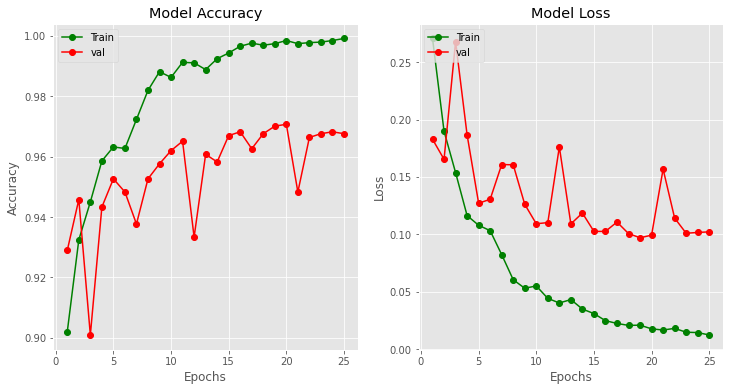 Model Accuracy
Train
val
1.00
0.98
0.96
0.94
0.92
0.90
Accuracy
0 5 10 15 20 25
Epochs
Model Loss
Train
val
0.25
0.20
0.15
0.10
0.05
0.00
Loss
0 5 10 15 20 25
Epochs